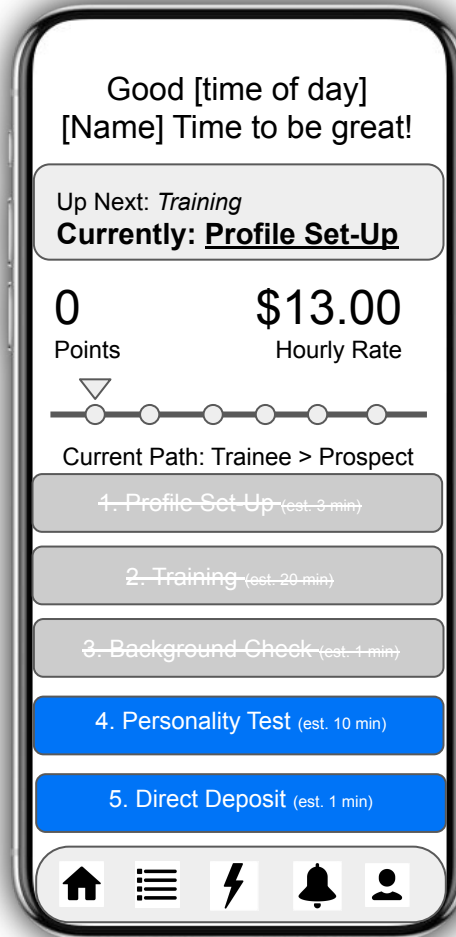 Good [time of day]
[Name] Time to be great!
Up Next: Training
Currently: Profile Set-Up
0 $13.00
Points Hourly Rate
Current Path: Trainee > Prospect
1. Profile Set-Up (est. 3 min)
2. Training (est. 20 min)
3. Background Check (est. 1 min)
4. Personality Test (est. 10 min)
5. Direct Deposit (est. 1 min)